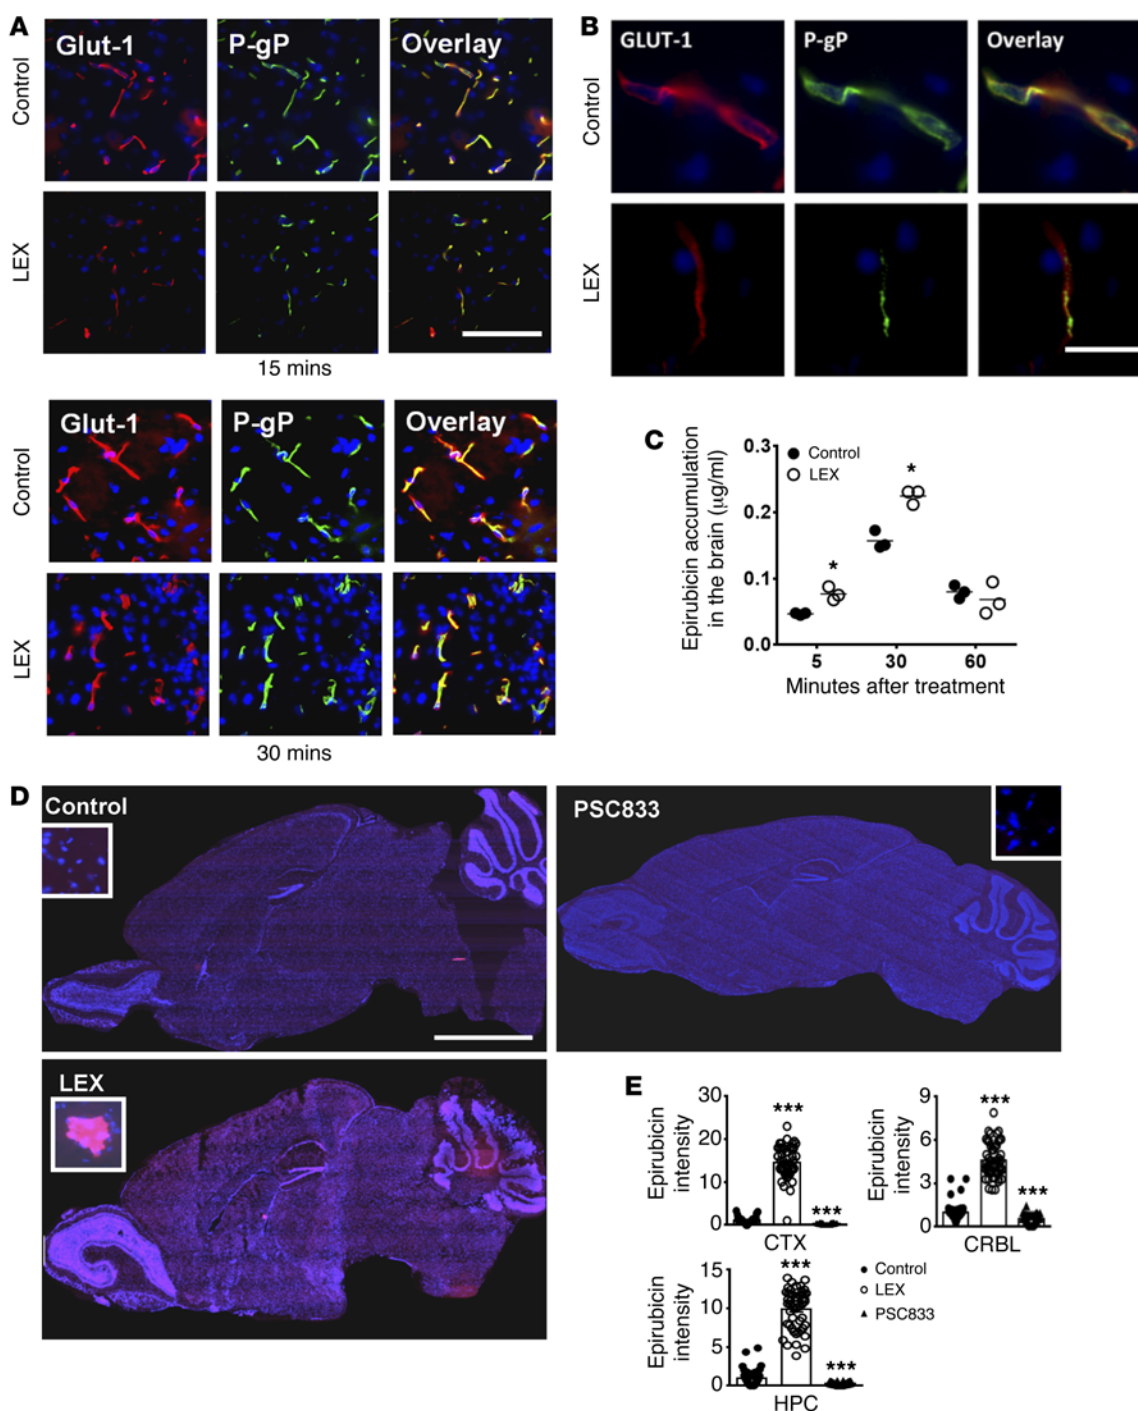 A
Glut-1 P-gP Overlay
Control
LEX
15 mins
Glut-1 P-gP Overlay
Control
LEX
30 mins
B
GLUT-1 P-gP Overlay
Control
LEX
C
Epirubicin accumulation
in the brain (µg/ml)
0.3
0.2
0.1
0.0
Control
LEX
*
*
5 30 60
Minutes after treatment
D
Control
PSC833
LEX
E
Epirubicin
intensity
30
20
10
0
***
***
CTX
Epirubicin
intensity
9
6
3
0
***
***
CRBL
Epirubicin
intensity
15
10
5
0
***
***
HPC
Control
LEX
PSC833